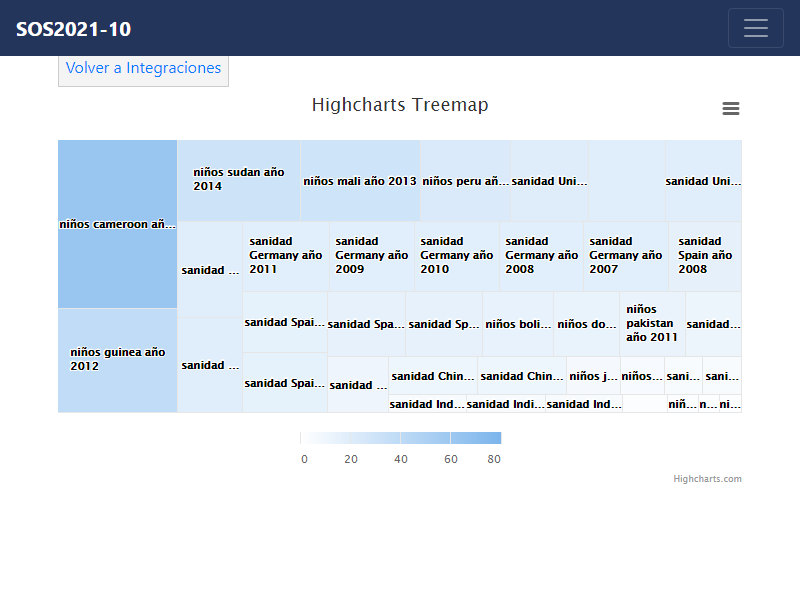 SOS2021-10
Volver a Integraciones
Highcharts Treemap
niños cameroon añ...
niños guinea año
2012
niños sudan año
2014
niños mali año 2013
niños peru añ...
sanidad Uni...
sanidad Uni...
sanidad ...
sanidad
Germany año
2011
sanidad
Germany año
2009
sanidad
Germany año
2010
sanidad
Germany año
2008
sanidad
Germany año
2007
sanidad
Spain año
2008
sanidad ...
sanidad Spai...
sanidad Spai...
sanidad Spa...
sanidad Sp...
niños boli...
niños do...
niños
pakistan
año 2011
sanidad...
sanidad ...
sanidad Chin...
sanidad Chin...
niños j...
niños...
sani...
sani...
sanidad Ind...
sanidad Indi...
sanidad Ind...
niñ...
n...
ni...
0 20 40 60 80
Highcharts.com